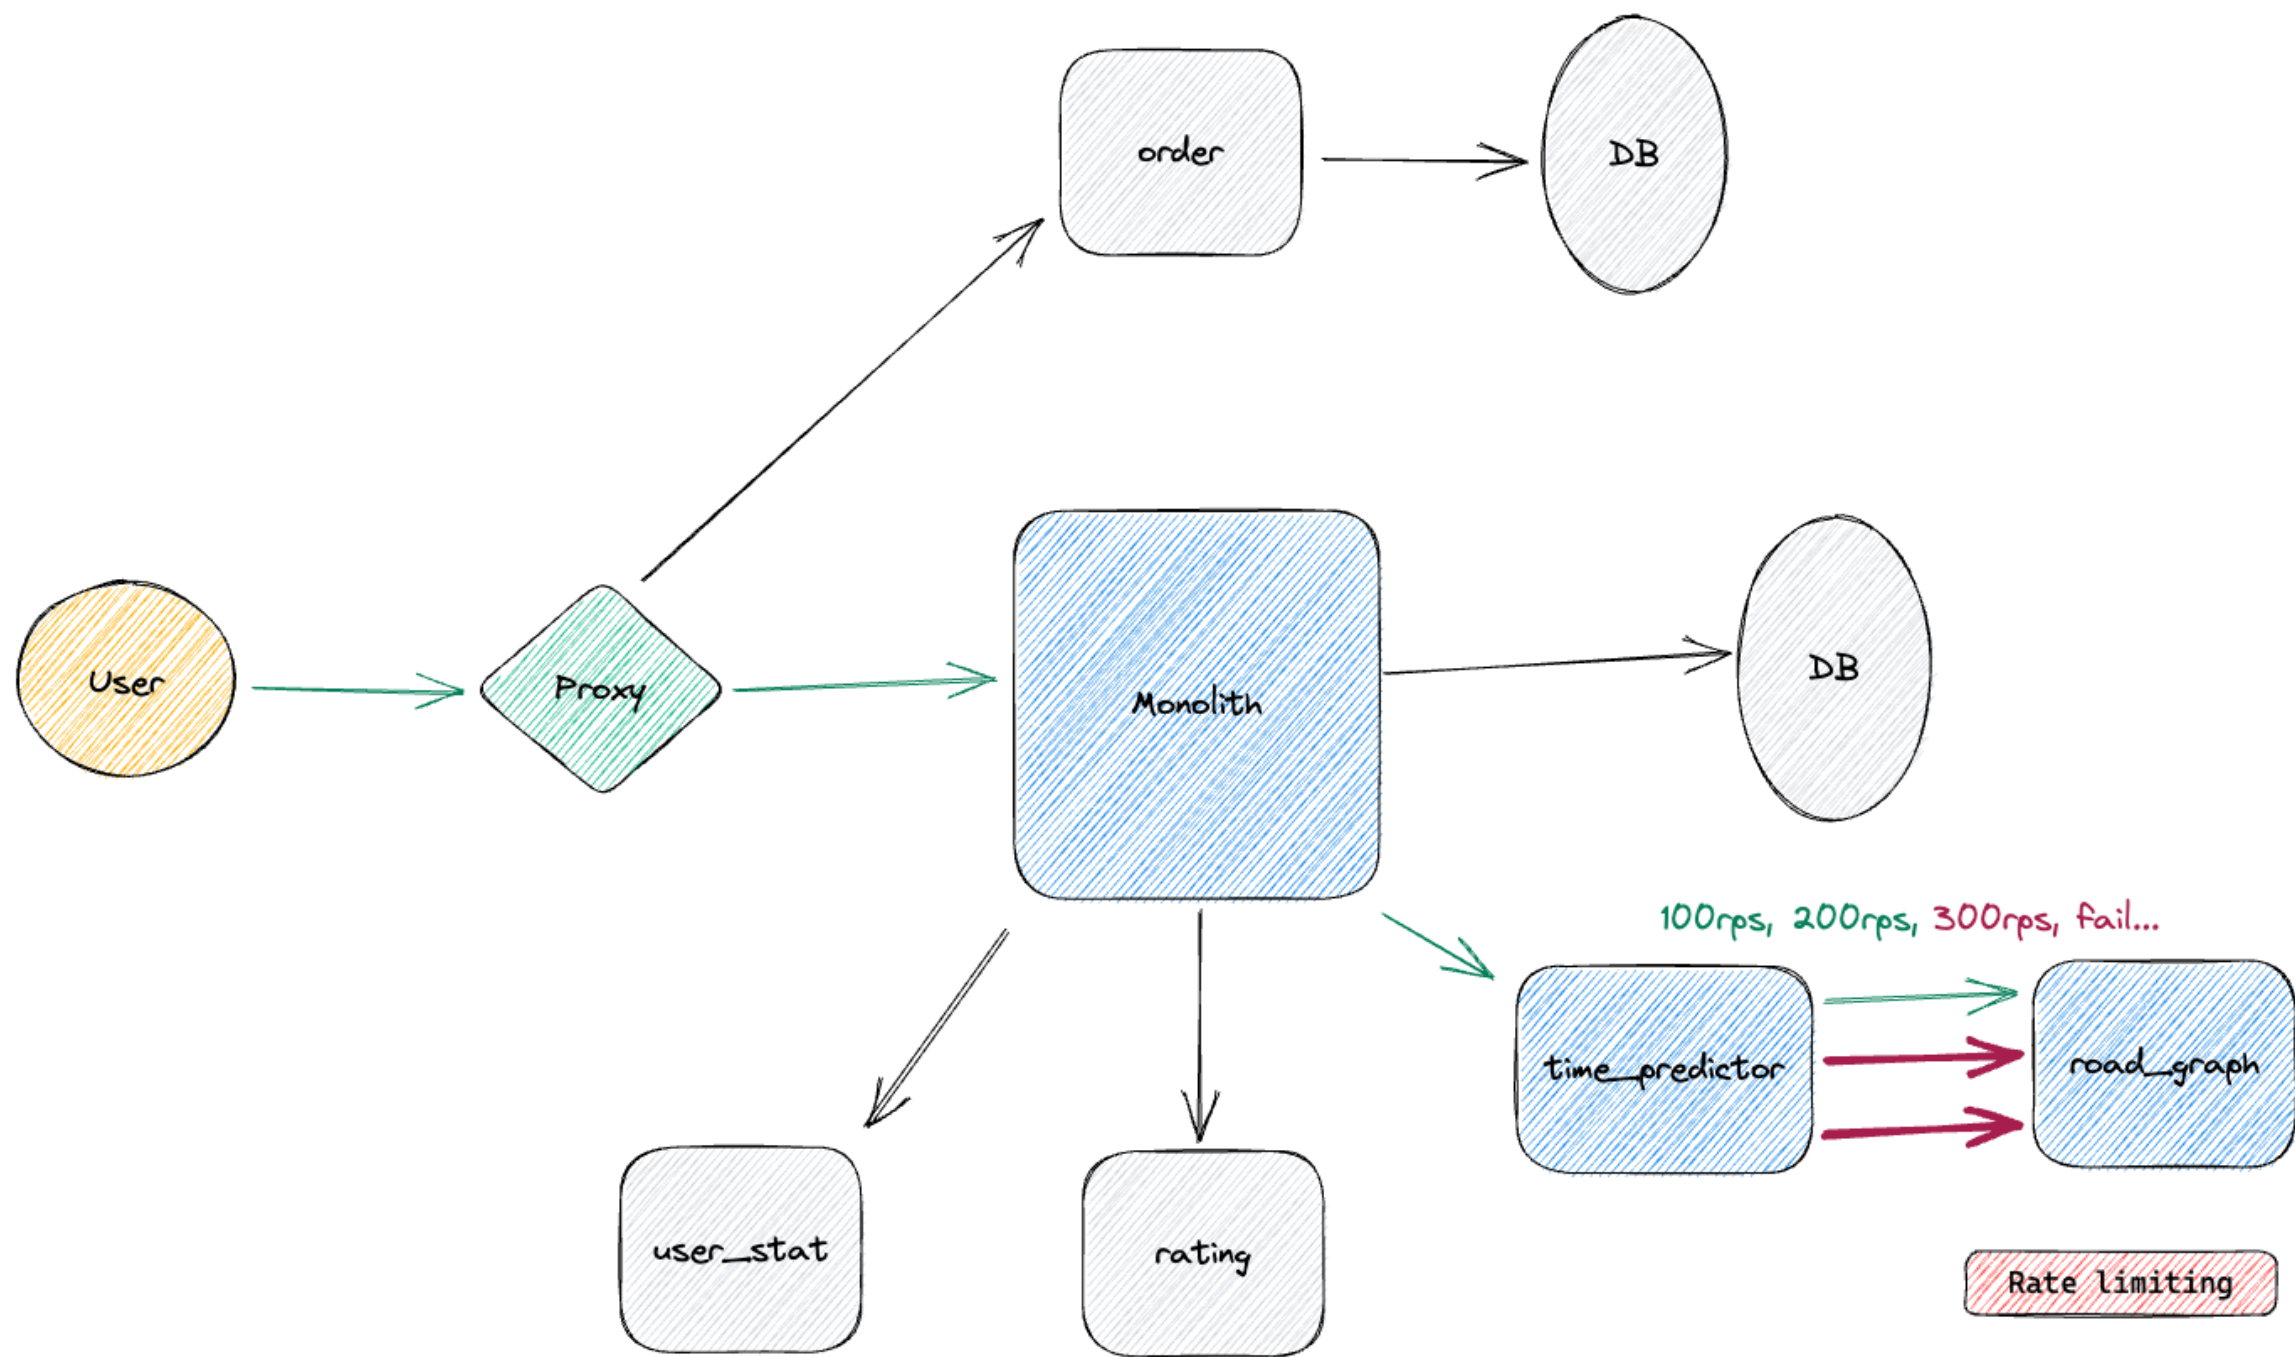 order
DB
User
Proxy
Monolith
DB
100rps, 200rps, 300rps, fail...
time_predictor
road_graph
user_stat
rating
Rate limiting